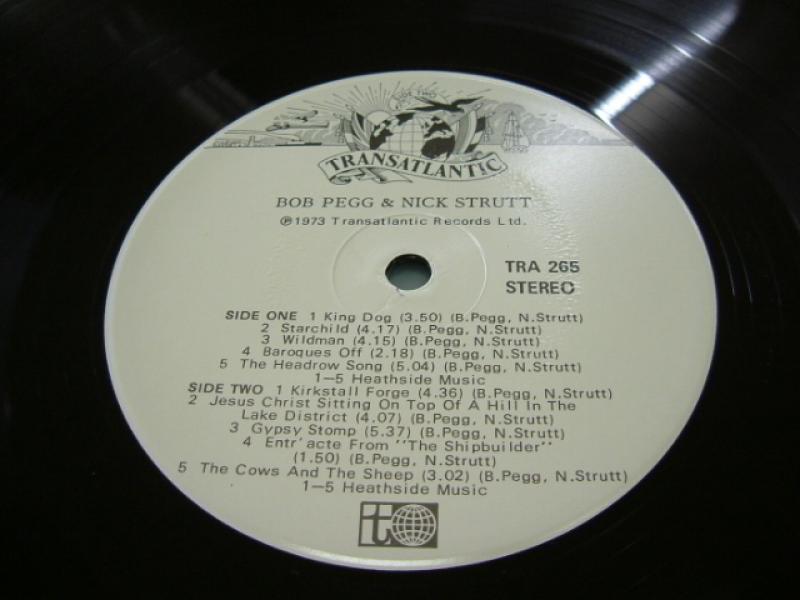 SIDE TWO
TRANSATLANTIC
BOB PEGG & NICK STRUTT
℗1973 Transatlantic Records Ltd.
TRA 265
STEREO
SIDE ONE 1 King Dog (3.50) (B.Pegg, N.Strutt)
2 Starchild (4.17) (B.Pegg, N.Strutt)
3 Wildman (4.15) (B.Pegg, N.Strutt)
4 Baroques Off (2.18) (B.Pegg, N.Strutt)
5 The Headrow Song (5.04) (B.Pegg, N.Strutt)
1—5 Heathside Music
SIDE TWO 1 Kirkstall Forge (4.36) (B.Pegg, N.Strutt)
2 Jesus Christ Sitting On Top Of A Hill In The
Lake District (4.07) (B.Pegg, N.Strutt)
3 Gypsy Stomp (5.37) (B.Pegg, N.Strutt)
4 Entr'acte From "The Shipbuilder"
(1.50) (B.Pegg, N.Strutt)
5 The Cows And The Sheep (3.02) (B.Pegg, N.Strutt)
1—5 Heathside Music
t